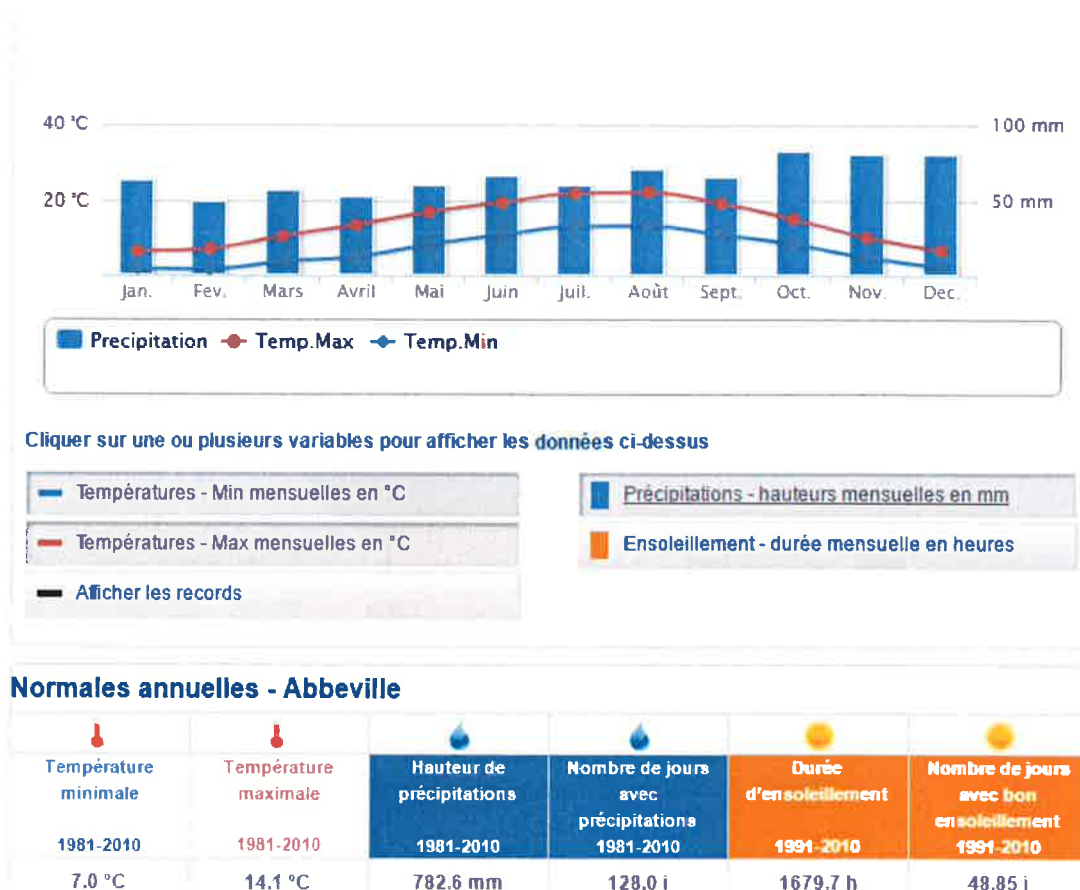 40 °C
100 mm
20 °C
50 mm
Jan. Fev. Mars Avril Mai Juin Juil. Août Sept. Oct. Nov. Dec.
Precipitation Temp.Max Temp.Min
Cliquer sur une ou plusieurs variables pour afficher les données ci-dessus
Températures - Min mensuelles en °C
Précipitations - hauteurs mensuelles en mm
Températures - Max mensuelles en °C
Ensoleillement - durée mensuelle en heures
Afficher les records
Normales annuelles - Abbeville
Température minimale 1981-2010
Température maximale 1981-2010
Hauteur de précipitations 1981-2010
Nombre de jours avec précipitations 1981-2010
Durée d'ensoleillement 1991-2010
Nombre de jours avec bon ensoleillement 1991-2010
7.0 °C 14.1 °C 782.6 mm 128.0 j 1679.7 h 48.85 j